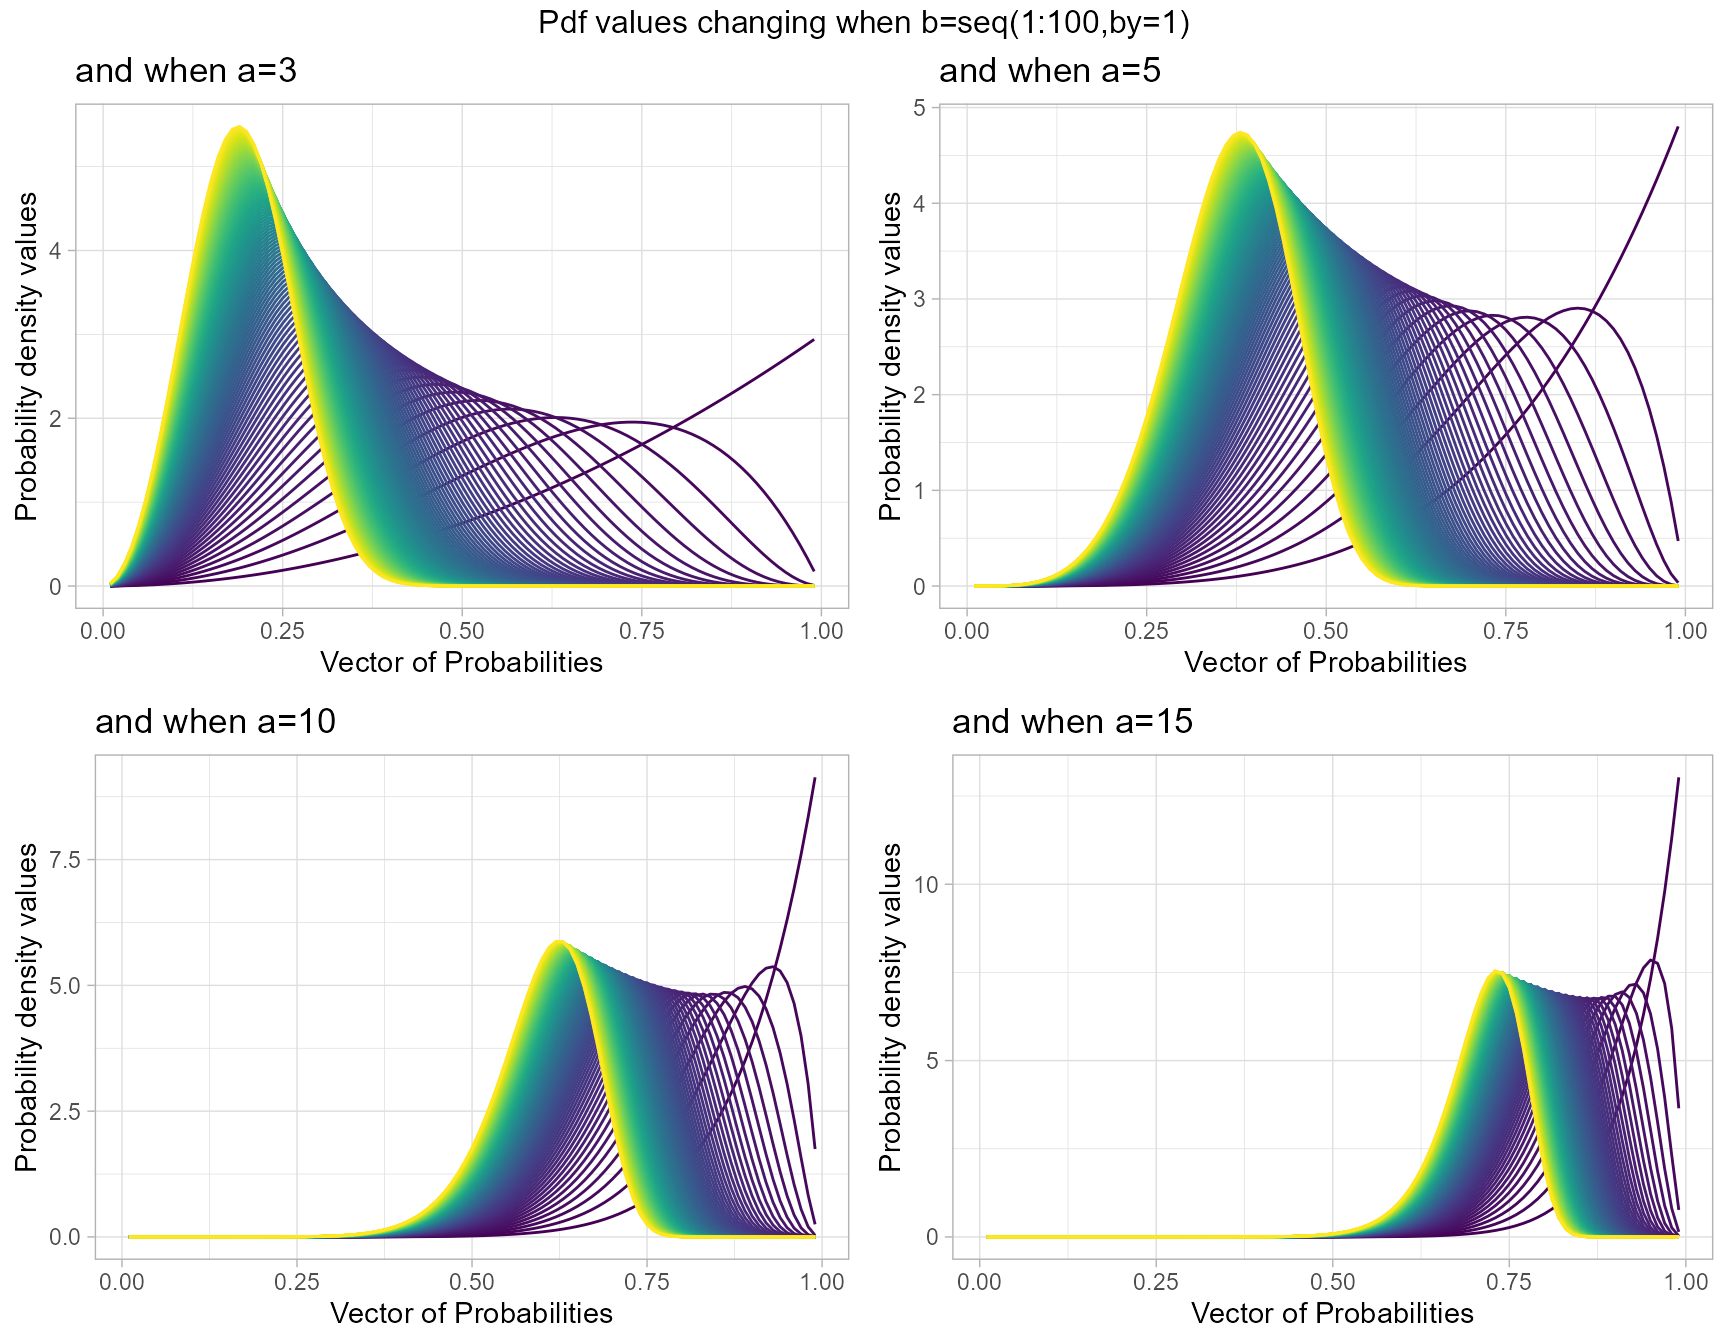 Pdf values changing when b=seq(1:100,by=1)
and when a=3
Probability density values
4
2
0
0.00 0.25 0.50 0.75 1.00
Vector of Probabilities
and when a=5
Probability density values
5
4
3
2
1
0
0.00 0.25 0.50 0.75 1.00
Vector of Probabilities
and when a=10
Probability density values
7.5
5.0
2.5
0.0
0.00 0.25 0.50 0.75 1.00
Vector of Probabilities
and when a=15
Probability density values
10
5
0
0.00 0.25 0.50 0.75 1.00
Vector of Probabilities